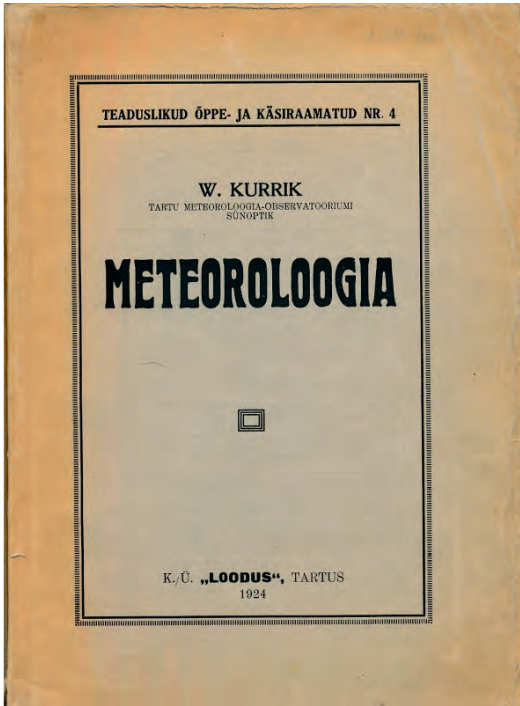 TEADUSLIKUD ÕPPE- JA KÄSIRAAMATUD NR. 4
W. KURRIK
TARTU METEOROLOOGIA-OBSERVATOORIUMI
SÜNOPTIK
METEOROLOOGIA
K./Ü. „LOODUS“, TARTUS
1924